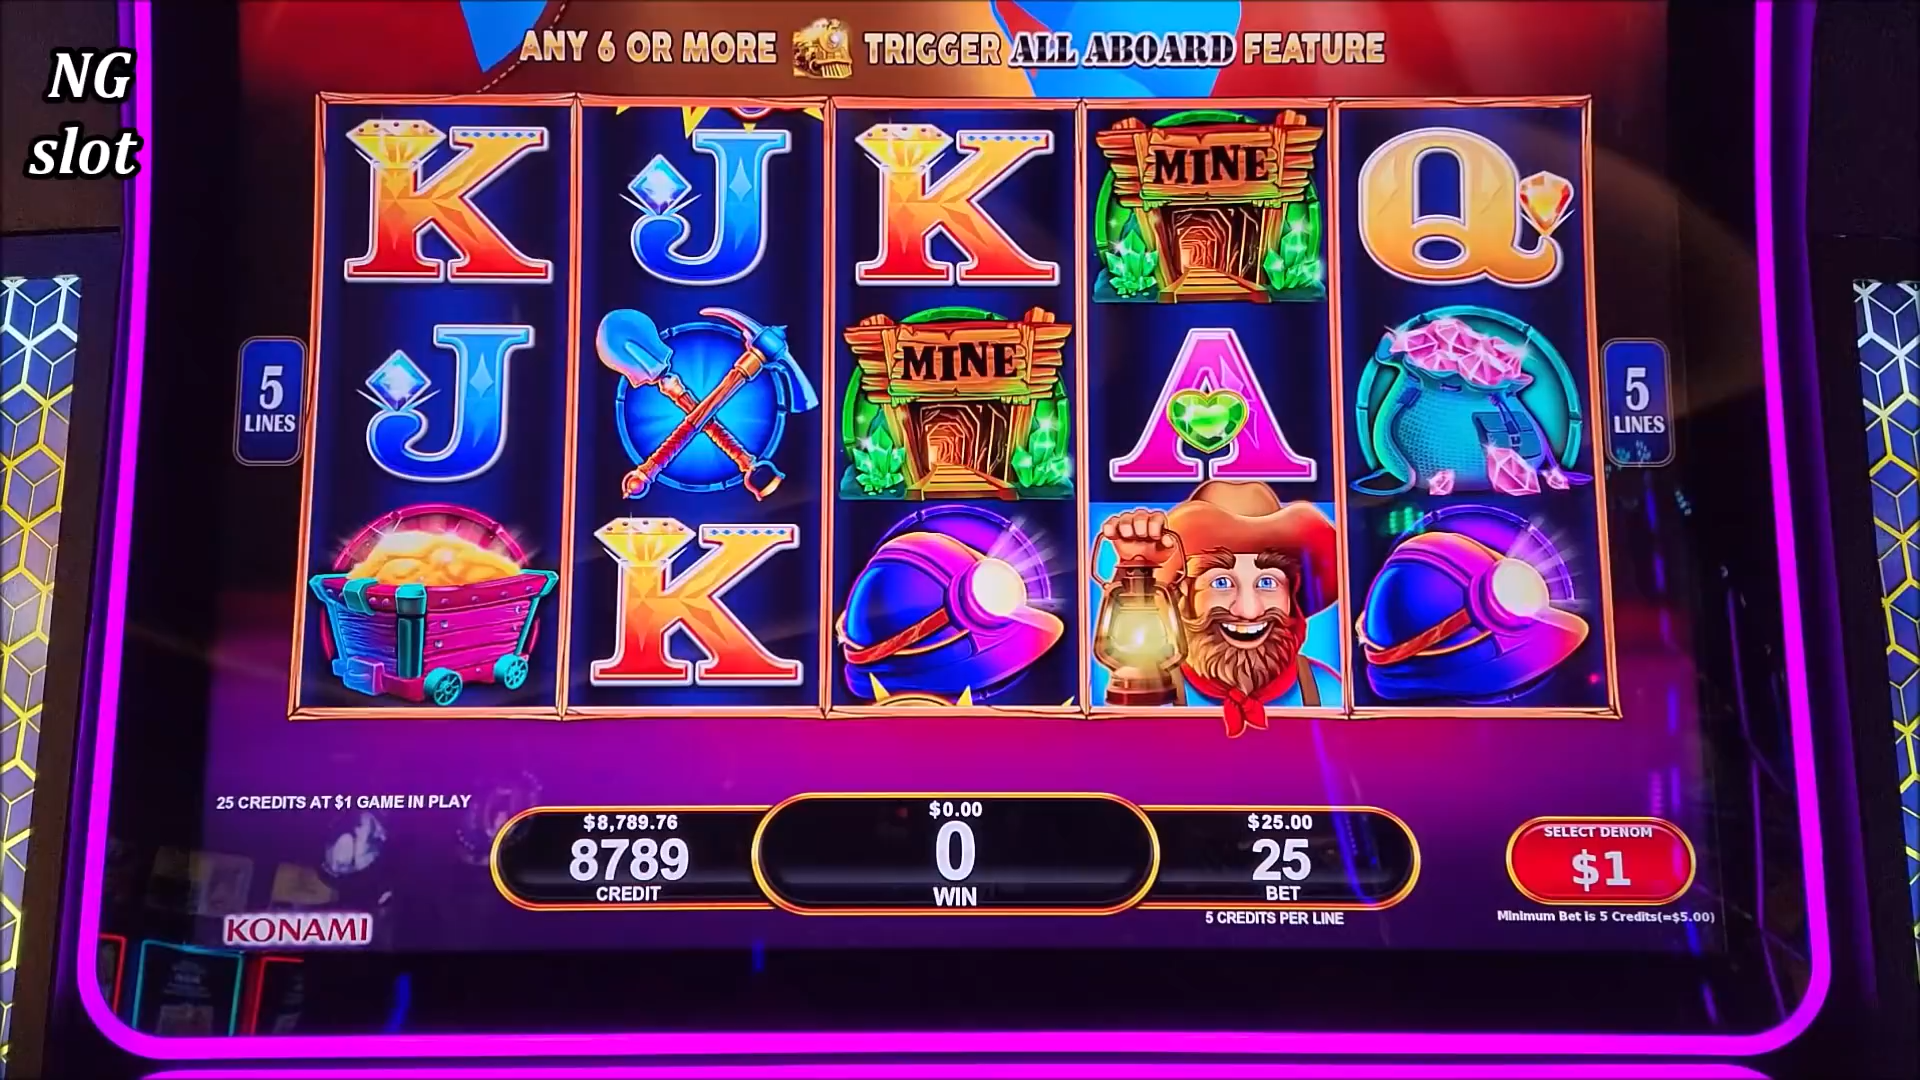 NG
slot
ANY 6 OR MORE TRIGGER ALL ABOARD FEATURE
K J K MINE Q
5
LINES
J MINE A
5
LINES
K
25 CREDITS AT $1 GAME IN PLAY
$8,789.76
8789
CREDIT
$0.00
0
WIN
$25.00
25
BET
5 CREDITS PER LINE
SELECT DENOM
$1
Minimum Bet is 5 Credits(=$5.00)
KONAMI